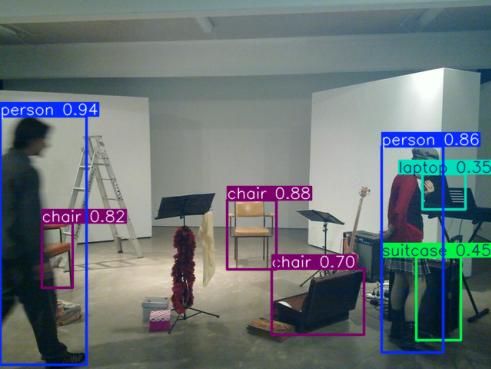 person 0.94
person 0.86
laptop 0.35
chair 0.88
chair 0.82
suitcase 0.45
chair 0.70